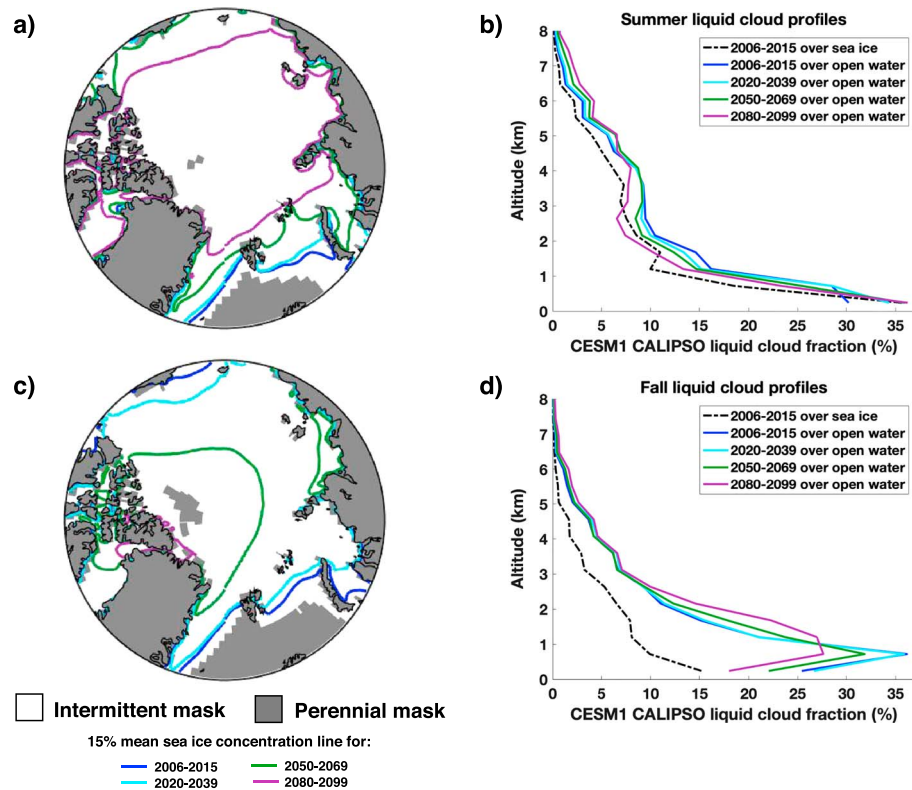 a)
b)
Summer liquid cloud profiles
8
7
6
5
4
3
2
1
0
Altitude (km)
2006-2015 over sea ice
2006-2015 over open water
2020-2039 over open water
2050-2069 over open water
2080-2099 over open water
0 5 10 15 20 25 30 35
CESM1 CALIPSO liquid cloud fraction (%)
c)
d)
Fall liquid cloud profiles
8
7
6
5
4
3
2
1
0
Altitude (km)
2006-2015 over sea ice
2006-2015 over open water
2020-2039 over open water
2050-2069 over open water
2080-2099 over open water
0 5 10 15 20 25 30 35
CESM1 CALIPSO liquid cloud fraction (%)
Intermittent mask Perennial mask
15% mean sea ice concentration line for:
2006-2015 2050-2069
2020-2039 2080-2099